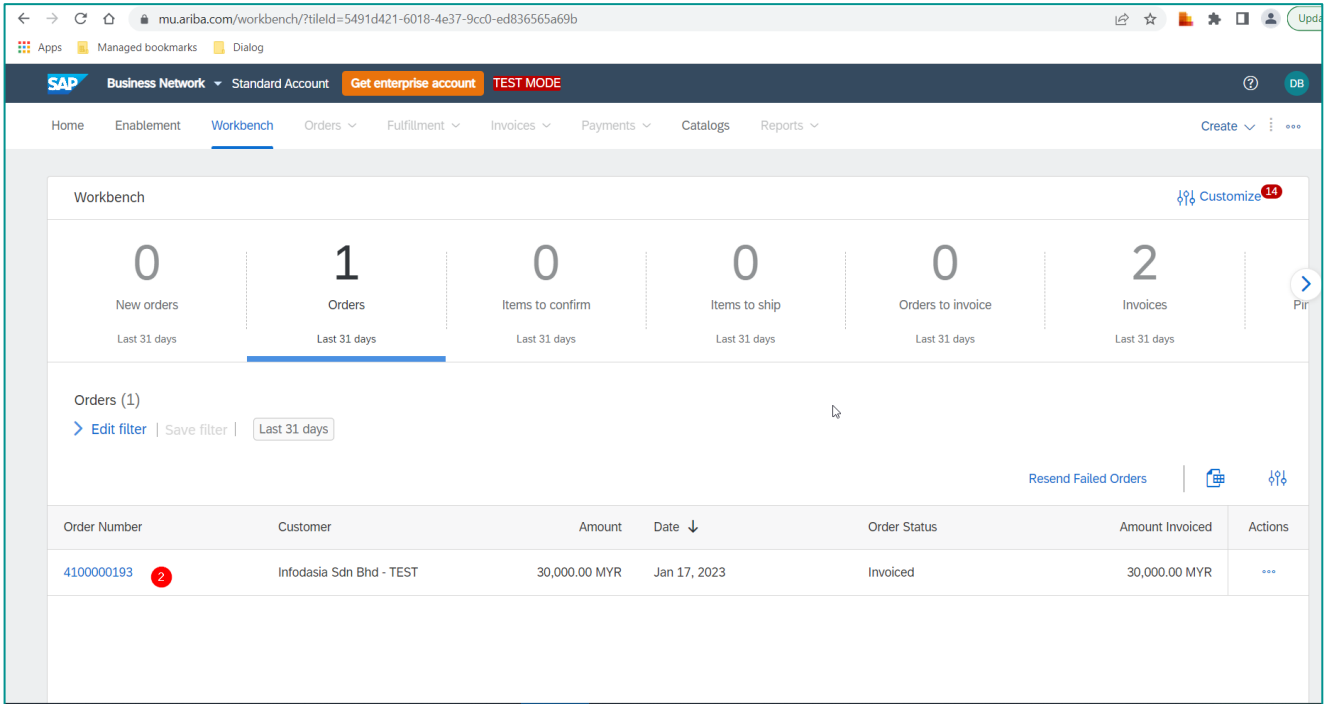 mu.ariba.com/workbench/?tileId=5491d421-6018-4e37-9cc0-ed836565a69b
Upda
Apps Managed bookmarks Dialog
SAP Business Network Standard Account Get enterprise account TEST MODE DB
Home Enablement Workbench Orders Fulfillment Invoices Payments Catalogs Reports Create
Workbench
Customize 14
0 1 0 0 0 2
New orders Orders Items to confirm Items to ship Orders to invoice Invoices Pin
Last 31 days Last 31 days Last 31 days Last 31 days Last 31 days Last 31 days
Orders (1)
Edit filter | Save filter | Last 31 days
Resend Failed Orders
Order Number Customer Amount Date ↓ Order Status Amount Invoiced Actions
4100000193 2 Infodasia Sdn Bhd - TEST 30,000.00 MYR Jan 17, 2023 Invoiced 30,000.00 MYR